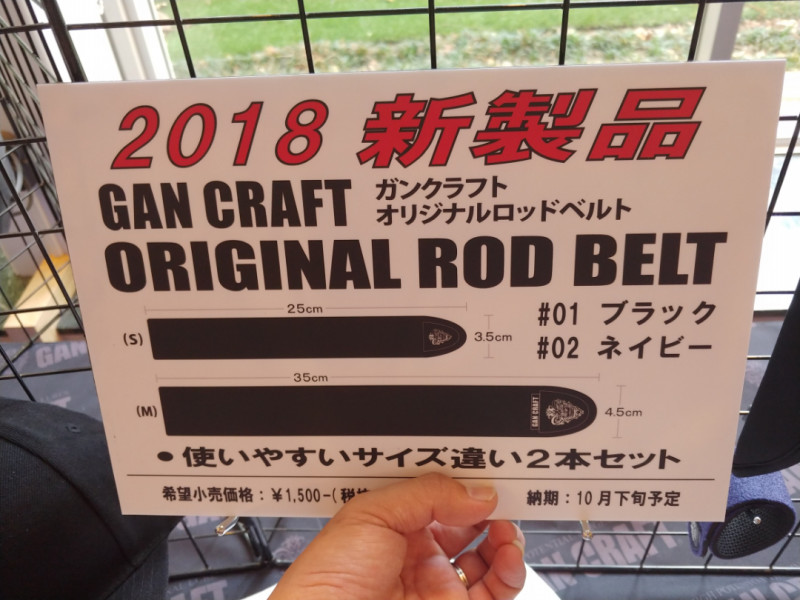 2018 新製品
GAN CRAFT
ガンクラフト
オリジナルロッドベルト
ORIGINAL ROD BELT
25cm
(S)
3.5cm
#01 ブラック
#02 ネイビー
35cm
(M)
GAN CRAFT
4.5cm
● 使いやすいサイズ違い2本セット
希望小売価格：￥1,500-(税
納期：10月下旬予定
GAN CRAFT